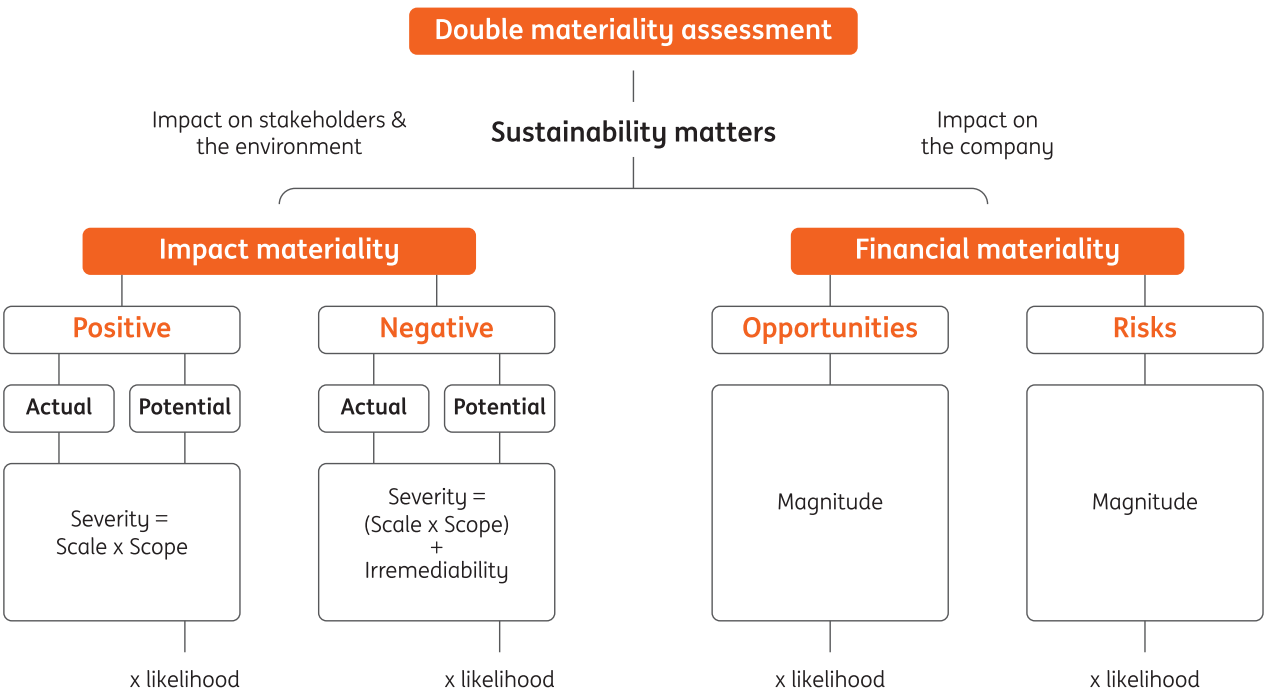 Double materiality assessment
Impact on stakeholders &
the environment
Sustainability matters
Impact on
the company
Impact materiality
Financial materiality
Positive
Negative
Opportunities
Risks
Actual
Potential
Actual
Potential
Severity =
Scale x Scope
Severity =
(Scale x Scope)
+
Irremediability
Magnitude
Magnitude
x likelihood
x likelihood
x likelihood
x likelihood